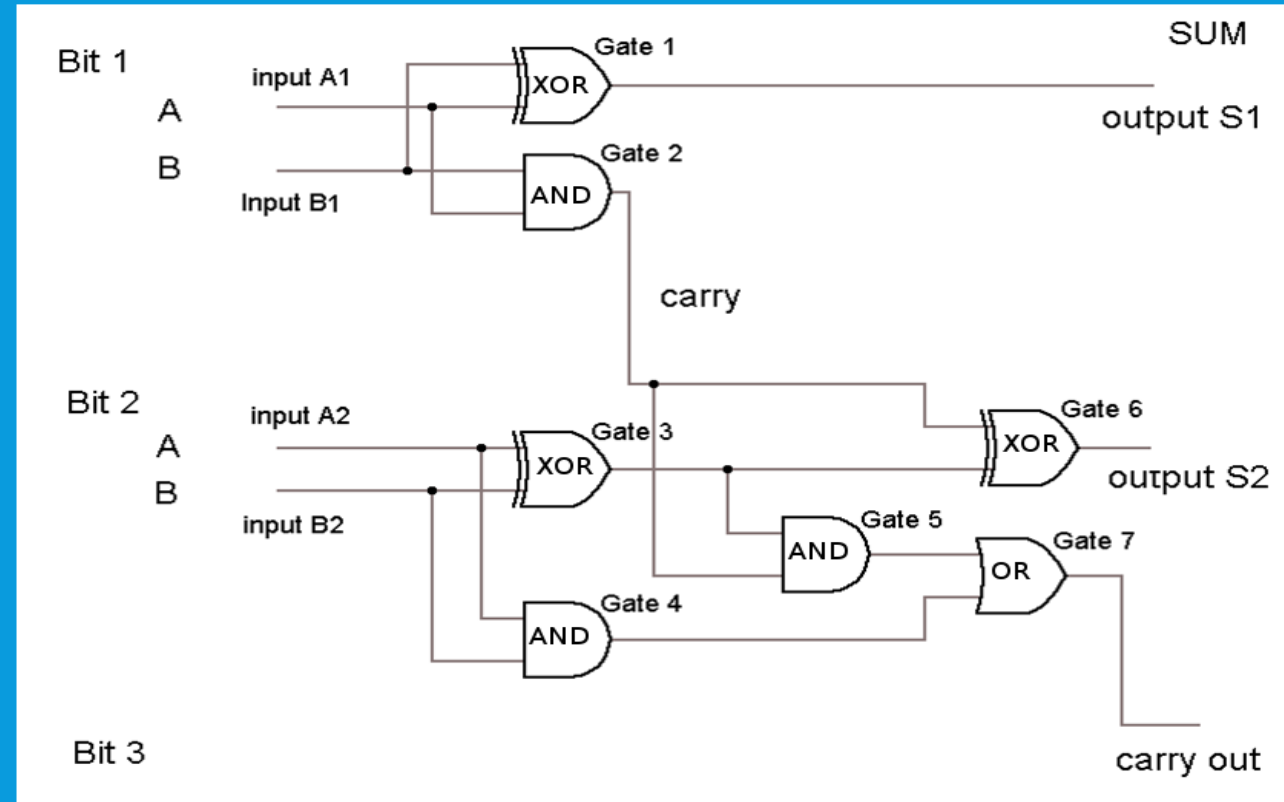 SUM
Bit 1
input A1
Gate 1
XOR
A
output S1
B
Gate 2
Input B1
AND
carry
Bit 2
input A2
Gate 6
A
Gate 3
XOR
XOR
B
output S2
input B2
Gate 5
AND
Gate 7
OR
Gate 4
AND
Bit 3
carry out